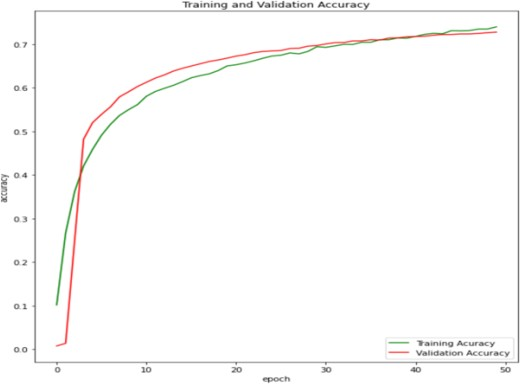 Training and Validation Accuracy
accuracy
0.7
0.6
0.5
0.4
0.3
0.2
0.1
0.0
0
10
20
30
40
50
epoch
Training Acuracy
Validation Accuracy